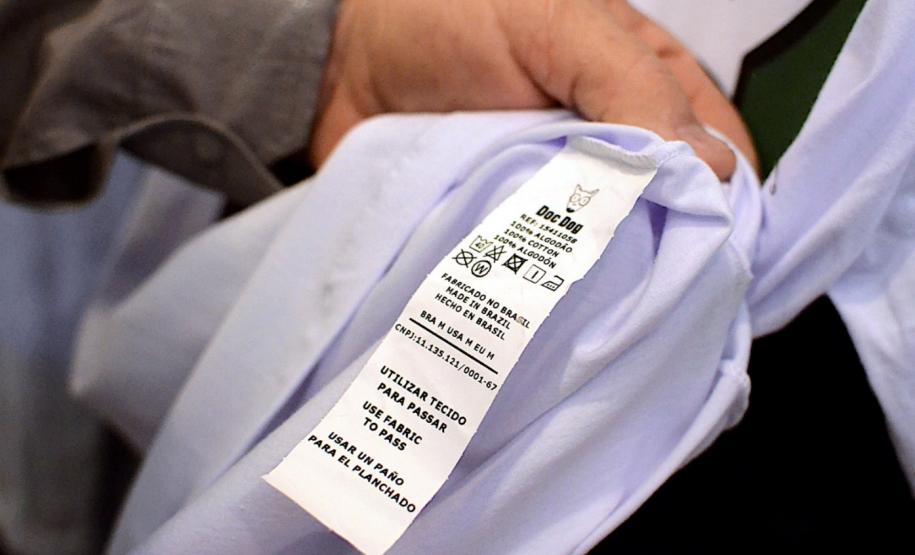 Doc Dog
REF: 15411058
100% ALGODÃO
100% COTTON
100% ALGODÓN
W
FABRICADO NO BRASIL
MADE IN BRAZIL
HECHO EN BRASIL
BRA M USA M EU M
CNPJ:11.135.121/0001-67
UTILIZAR TECIDO
PARA PASSAR
USE FABRIC
TO PASS
USAR UN PAÑO
PARA EL PLANCHADO